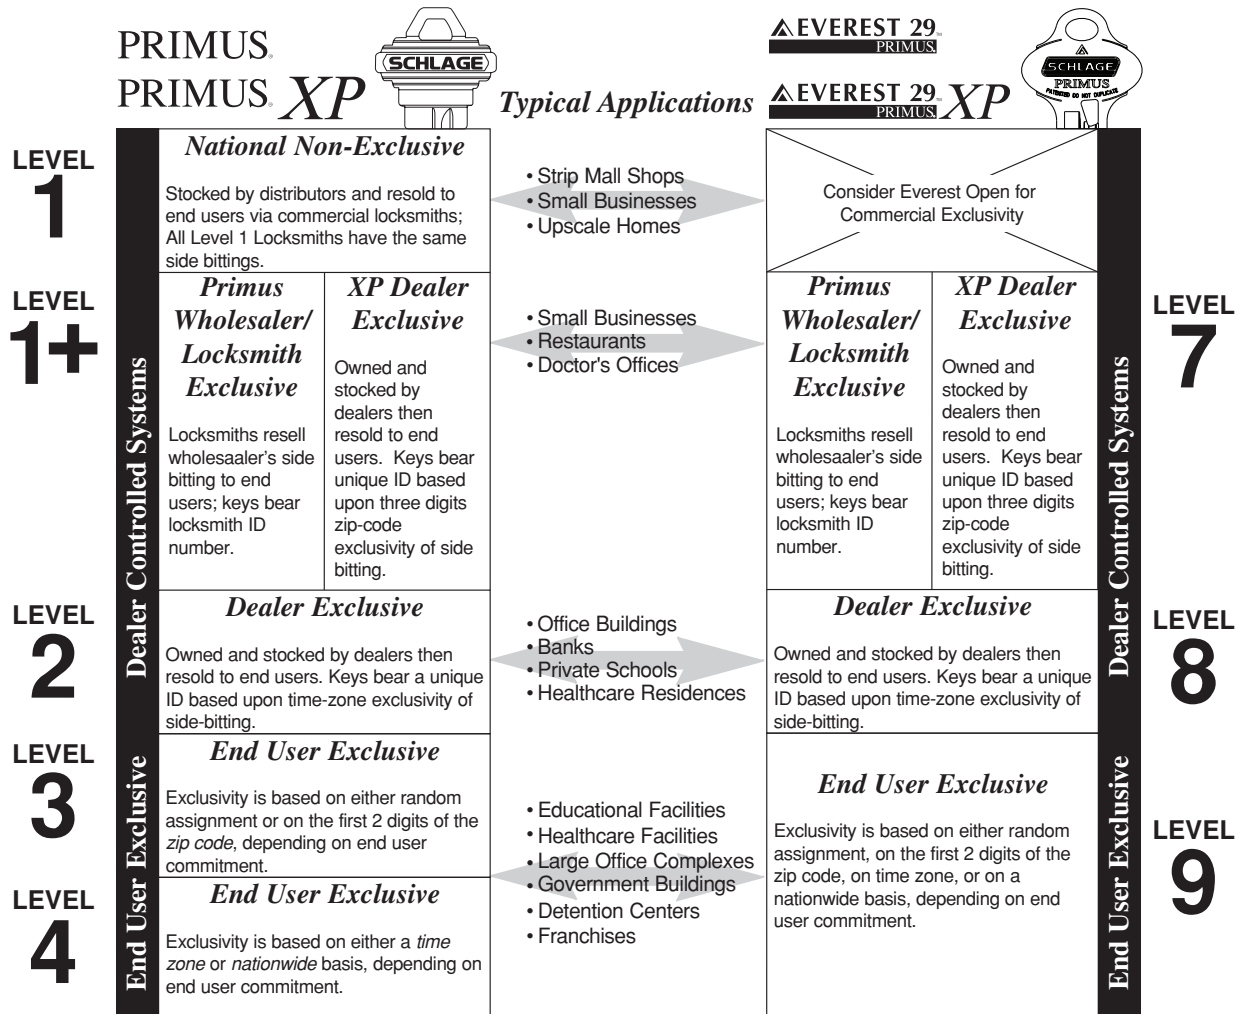 PRIMUS®
PRIMUS® XP
SCHLAGE
Typical Applications
EVEREST 29™
PRIMUS®
EVEREST 29™
PRIMUS® XP
SCHLAGE
PRIMUS
PATENTED DO NOT DUPLICATE
LEVEL
1
LEVEL
1+
LEVEL
2
LEVEL
3
LEVEL
4
Dealer Controlled Systems
End User Exclusive
National Non-Exclusive
Stocked by distributors and resold to
end users via commercial locksmiths;
All Level 1 Locksmiths have the same
side bittings.
Primus
Wholesaler/
Locksmith
Exclusive
Locksmiths resell
wholesaaler's side
bitting to end
users; keys bear
locksmith ID
number.
XP Dealer
Exclusive
Owned and
stocked by
dealers then
resold to end
users. Keys bear
unique ID based
upon three digits
zip-code
exclusivity of side
bitting.
Dealer Exclusive
Owned and stocked by dealers then
resold to end users. Keys bear a unique
ID based upon time-zone exclusivity of
side-bitting.
End User Exclusive
Exclusivity is based on either random
assignment or on the first 2 digits of the
zip code, depending on end user
commitment.
End User Exclusive
Exclusivity is based on either a time
zone or nationwide basis, depending on
end user commitment.
• Strip Mall Shops
• Small Businesses
• Upscale Homes
• Small Businesses
• Restaurants
• Doctor's Offices
• Office Buildings
• Banks
• Private Schools
• Healthcare Residences
• Educational Facilities
• Healthcare Facilities
• Large Office Complexes
• Government Buildings
• Detention Centers
• Franchises
Consider Everest Open for
Commercial Exclusivity
Primus
Wholesaler/
Locksmith
Exclusive
Locksmiths resell
wholesaaler's side
bitting to end
users; keys bear
locksmith ID
number.
XP Dealer
Exclusive
Owned and
stocked by
dealers then
resold to end
users. Keys bear
unique ID based
upon three digits
zip-code
exclusivity of side
bitting.
Dealer Exclusive
Owned and stocked by dealers then
resold to end users. Keys bear a unique
ID based upon time-zone exclusivity of
side-bitting.
End User Exclusive
Exclusivity is based on either random
assignment, on the first 2 digits of the
zip code, on time zone, or on a
nationwide basis, depending on end
user commitment.
Dealer Controlled Systems
End User Exclusive
LEVEL
7
LEVEL
8
LEVEL
9